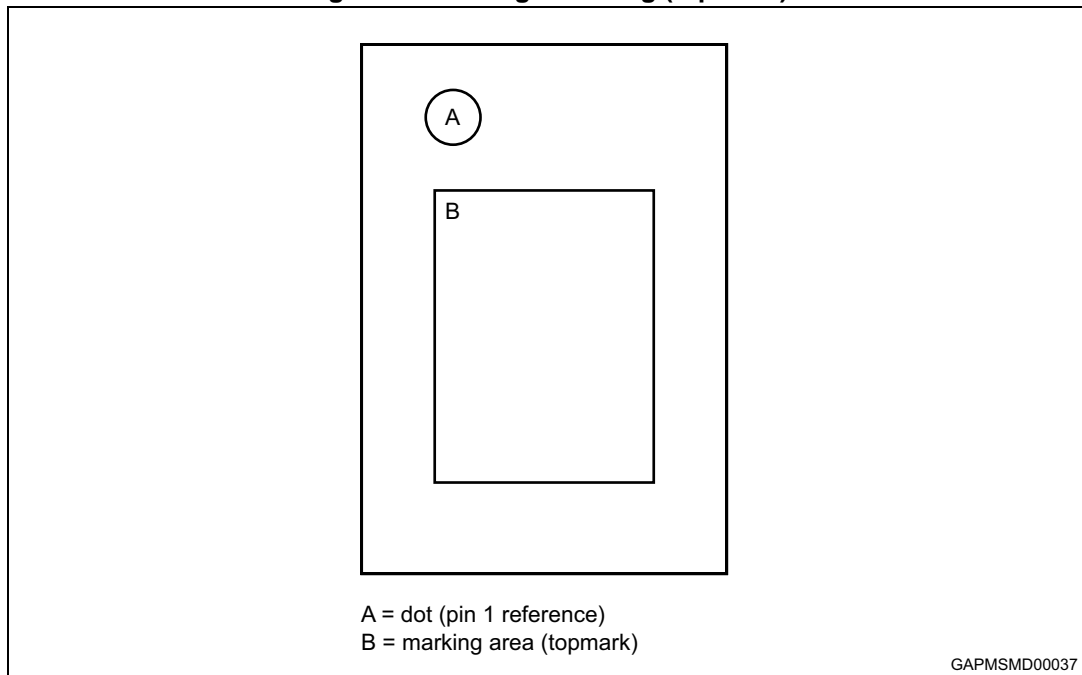 A
B
A = dot (pin 1 reference)
B = marking area (topmark)
GAPMSMD00037